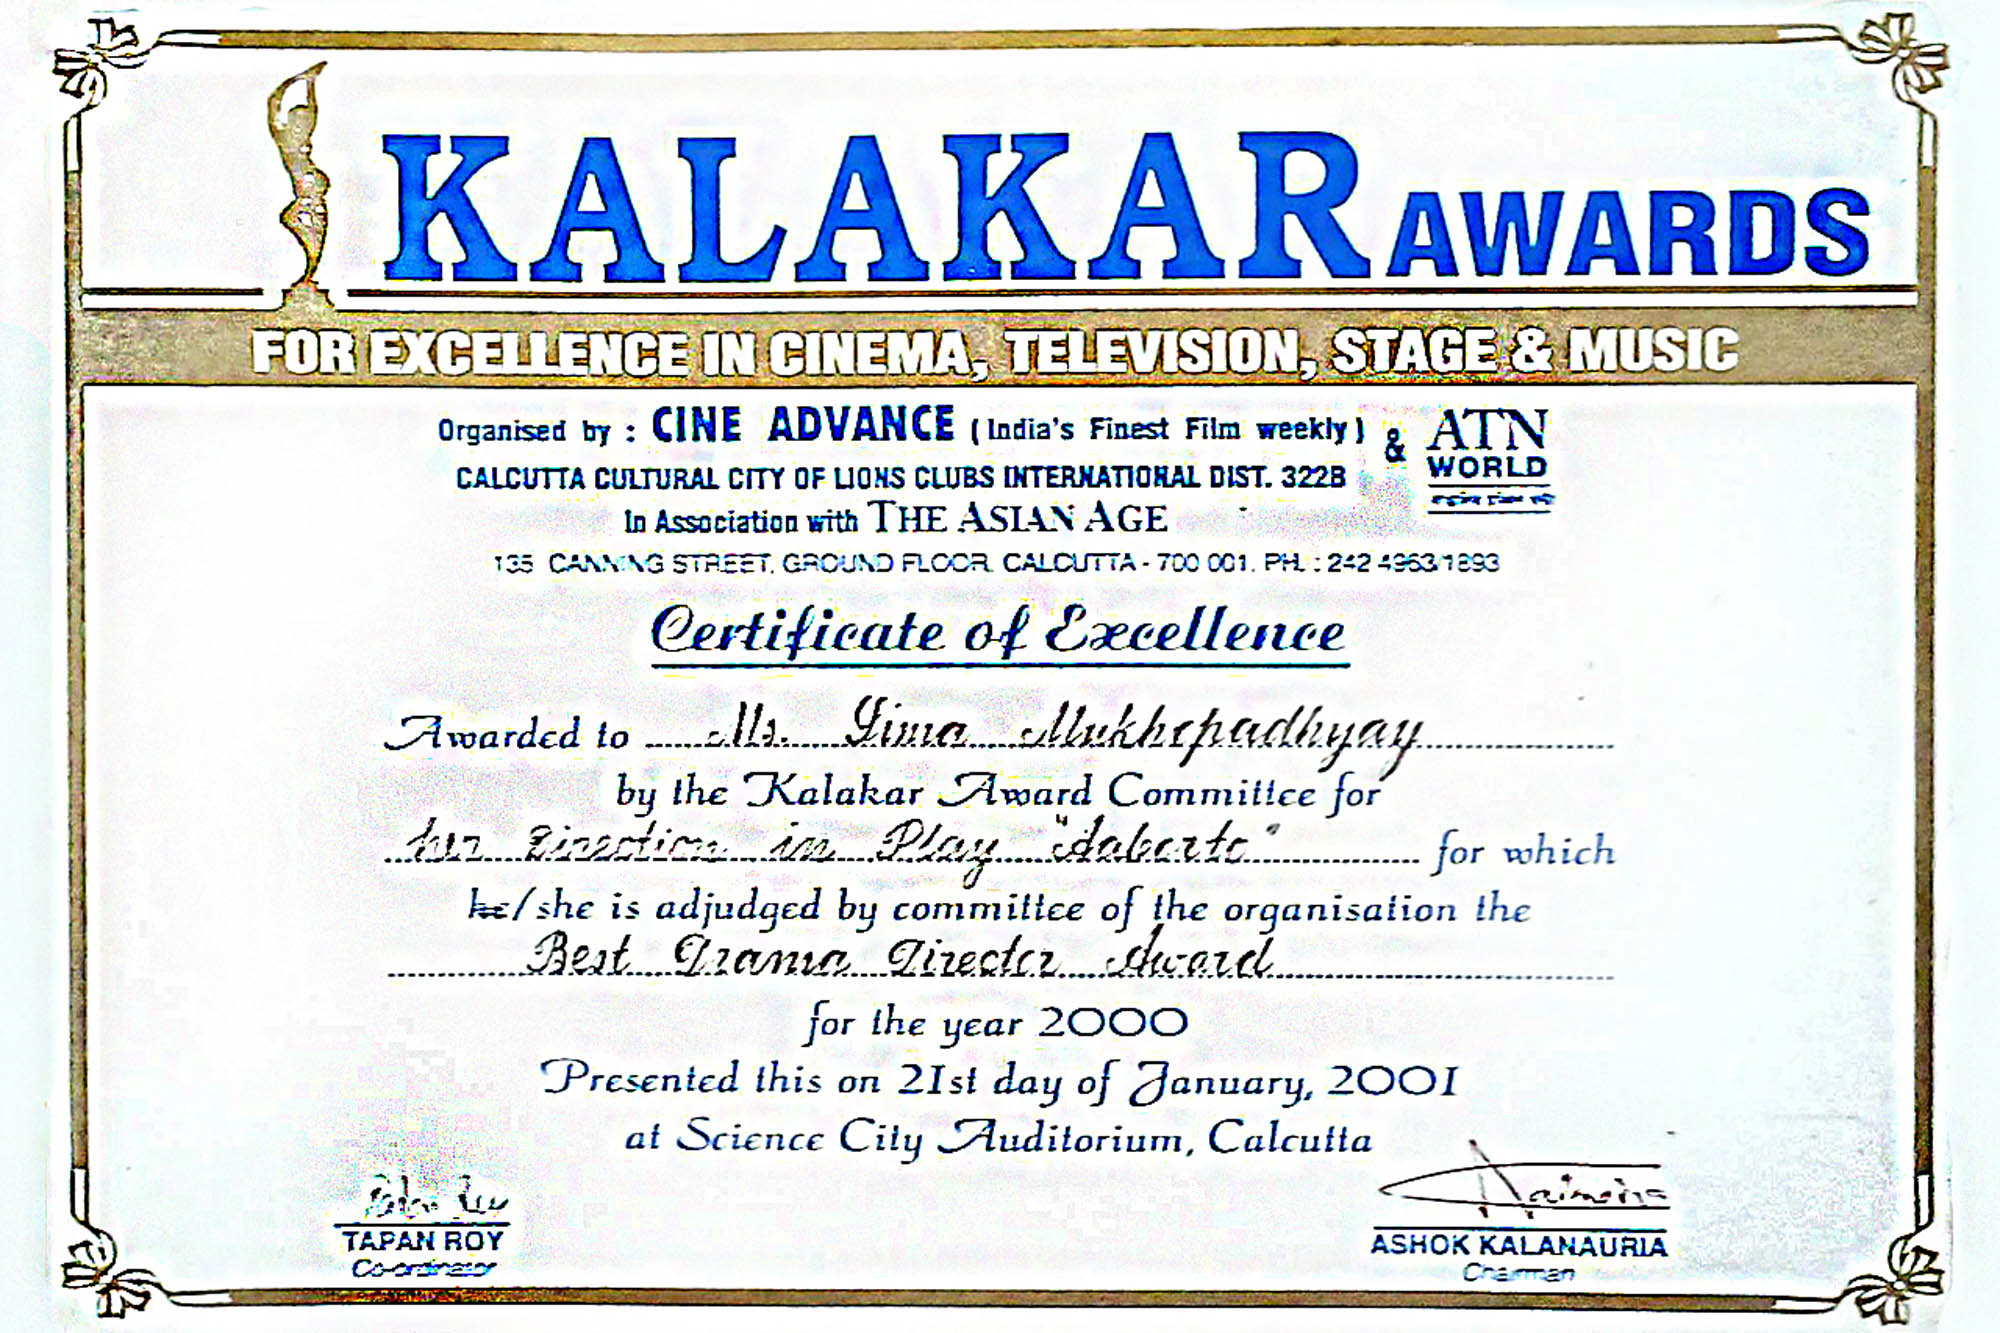 KALAKAR AWARDS
FOR EXCELLENCE IN CINEMA, TELEVISION, STAGE & MUSIC
Organised by : CINE ADVANCE (India's Finest Film weekly) & ATN WORLD
CALCUTTA CULTURAL CITY OF LIONS CLUBS INTERNATIONAL DIST. 322B
In Association with THE ASIAN AGE
135 CANNING STREET, GROUND FLOOR, CALCUTTA - 700 001. PH. : 242 4963/1893
Certificate of Excellence
Awarded to Ms. Sima Mukhopadhyay
by the Kalakar Award Committee for
her Direction in Play "Aabarto" for which
he/she is adjudged by committee of the organisation the
Best Drama Director Award
for the year 2000
Presented this on 21st day of January, 2001
at Science City Auditorium, Calcutta
TAPAN ROY
Co-ordinator
ASHOK KALANAURIA
Chairman